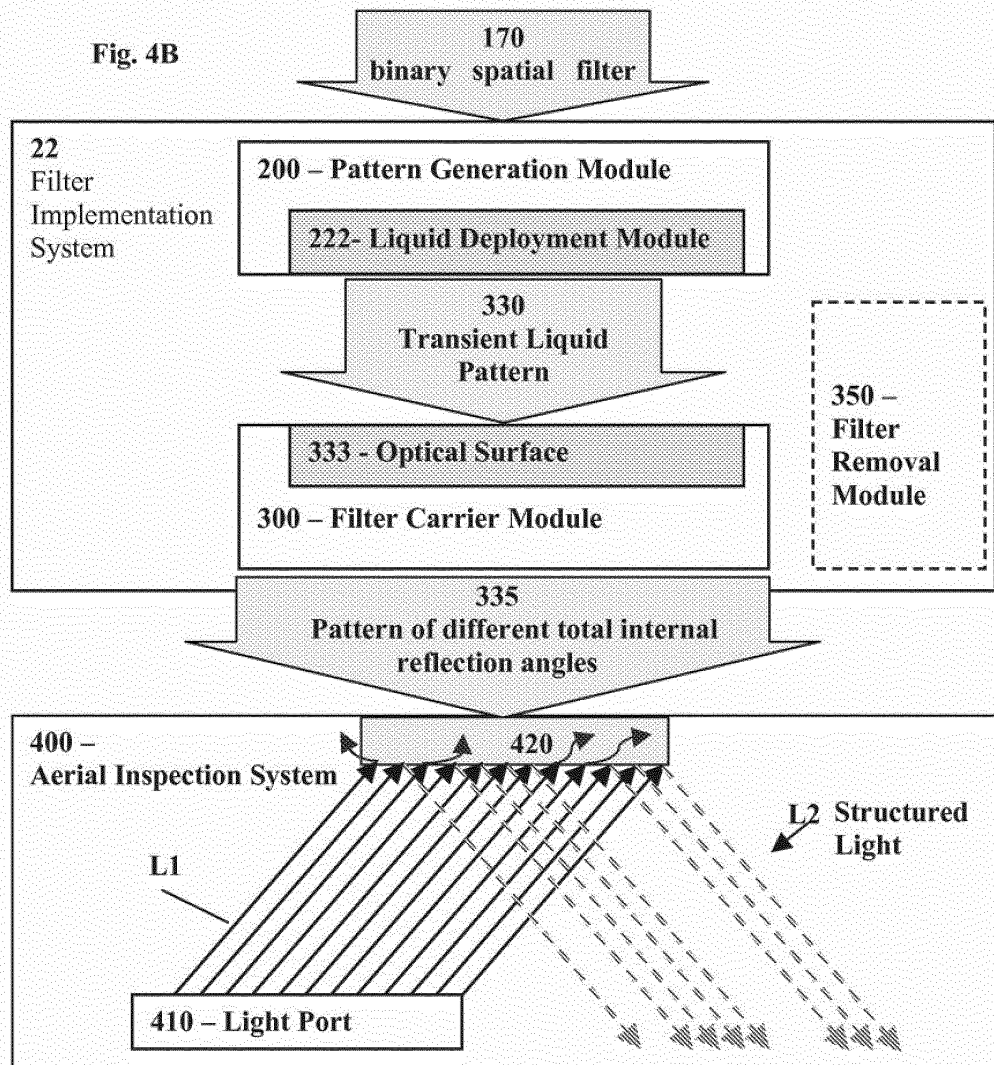 Fig. 4B
170
binary spatial filter
22
Filter
Implementation
System
200 – Pattern Generation Module
222- Liquid Deployment Module
330
Transient Liquid
Pattern
350 –
Filter
Removal
Module
333 - Optical Surface
300 – Filter Carrier Module
335
Pattern of different total internal
reflection angles
400 –
Aerial Inspection System
420
L2 Structured
Light
L1
410 – Light Port